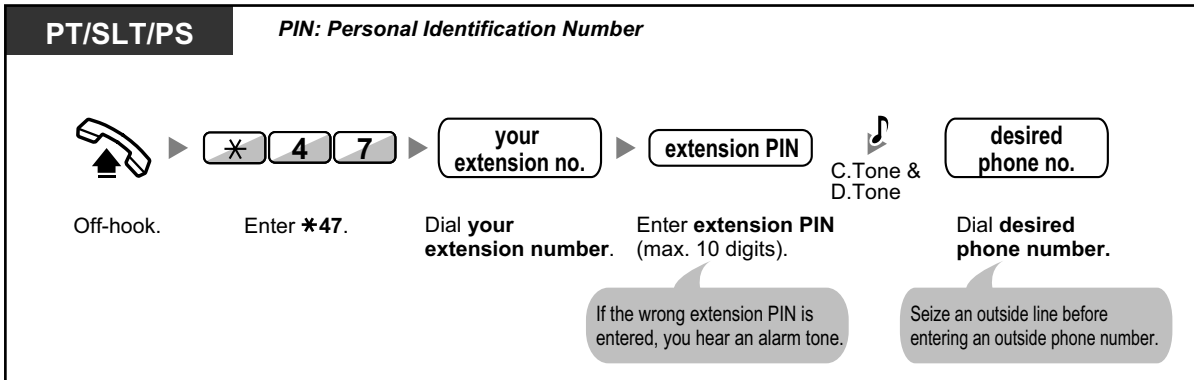 PT/SLT/PS
PIN: Personal Identification Number
* 4 7
your
extension no.
extension PIN
C.Tone &
D.Tone
desired
phone no.
Off-hook.
Enter *47.
Dial your
extension number.
Enter extension PIN
(max. 10 digits).
Dial desired
phone number.
If the wrong extension PIN is
entered, you hear an alarm tone.
Seize an outside line before
entering an outside phone number.